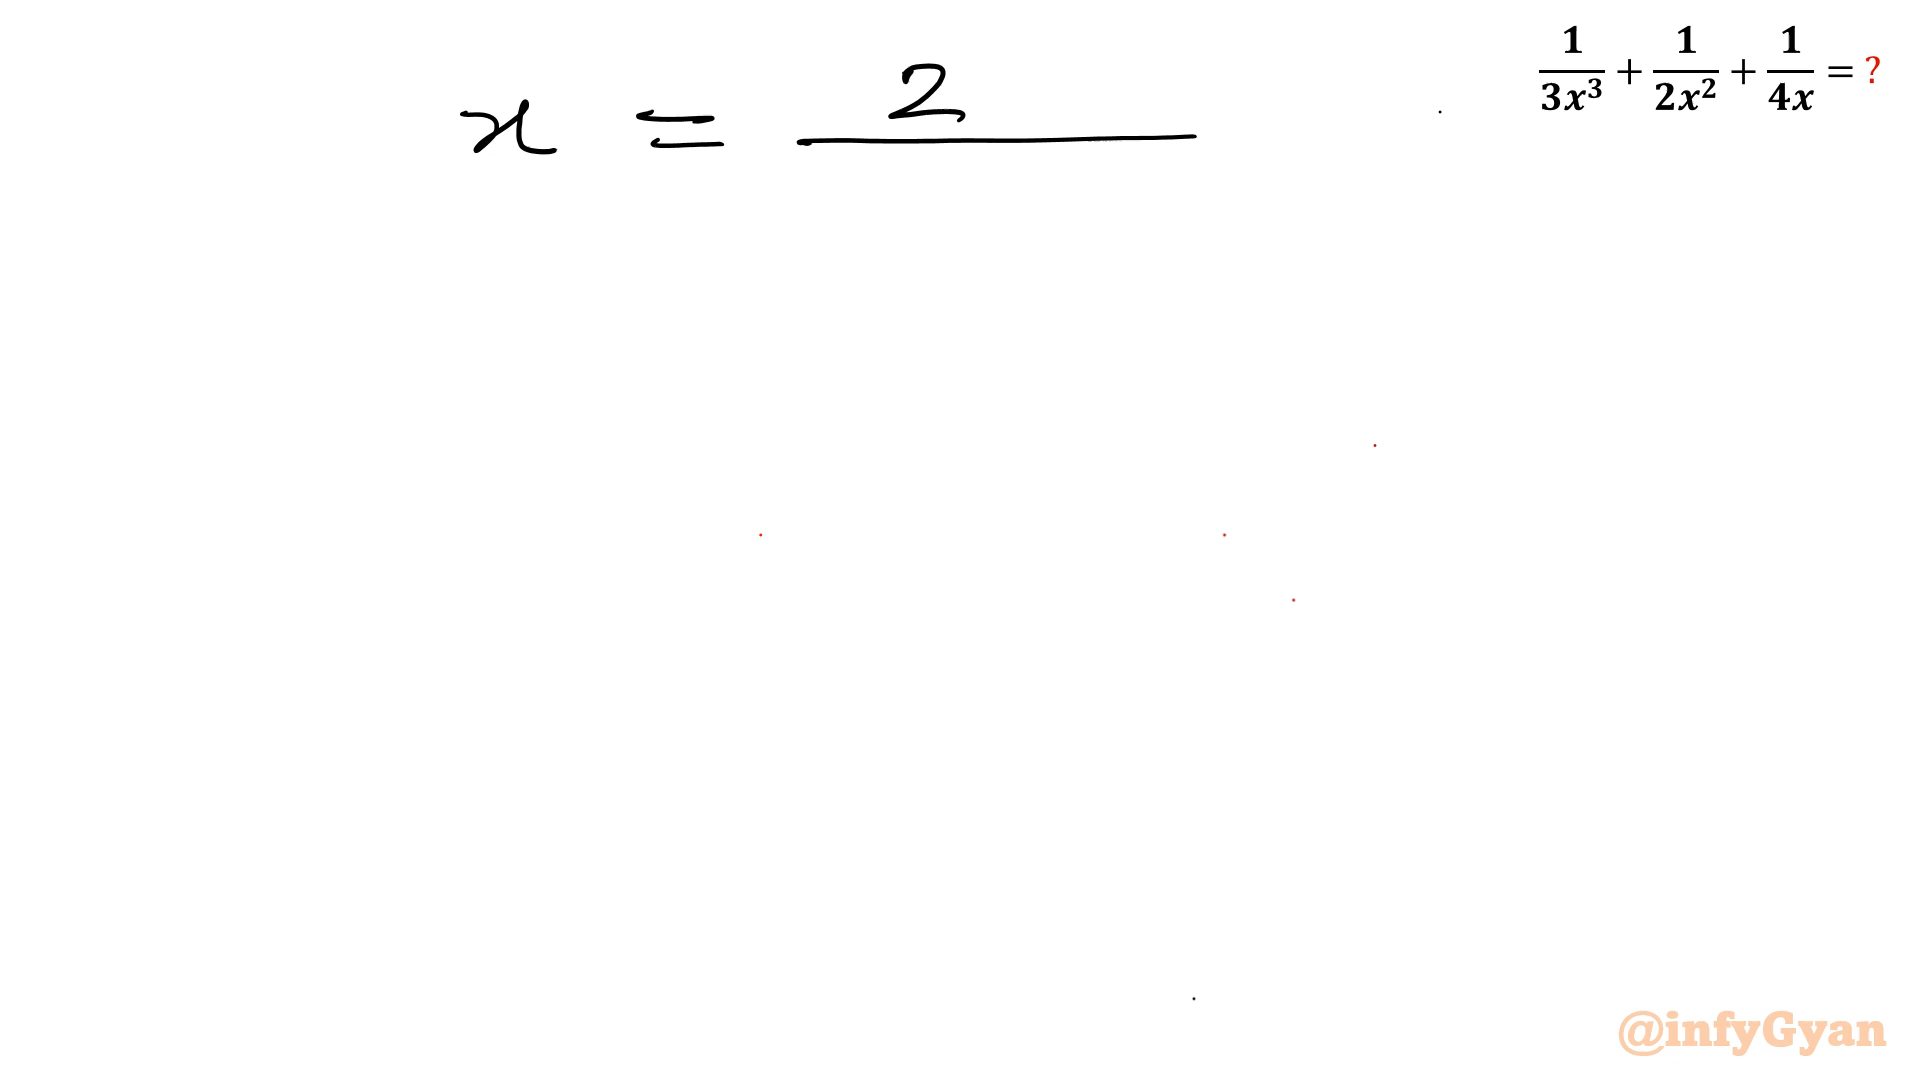 x = 2/
1/(3x³) + 1/(2x²) + 1/(4x) = ?
@infyGyan